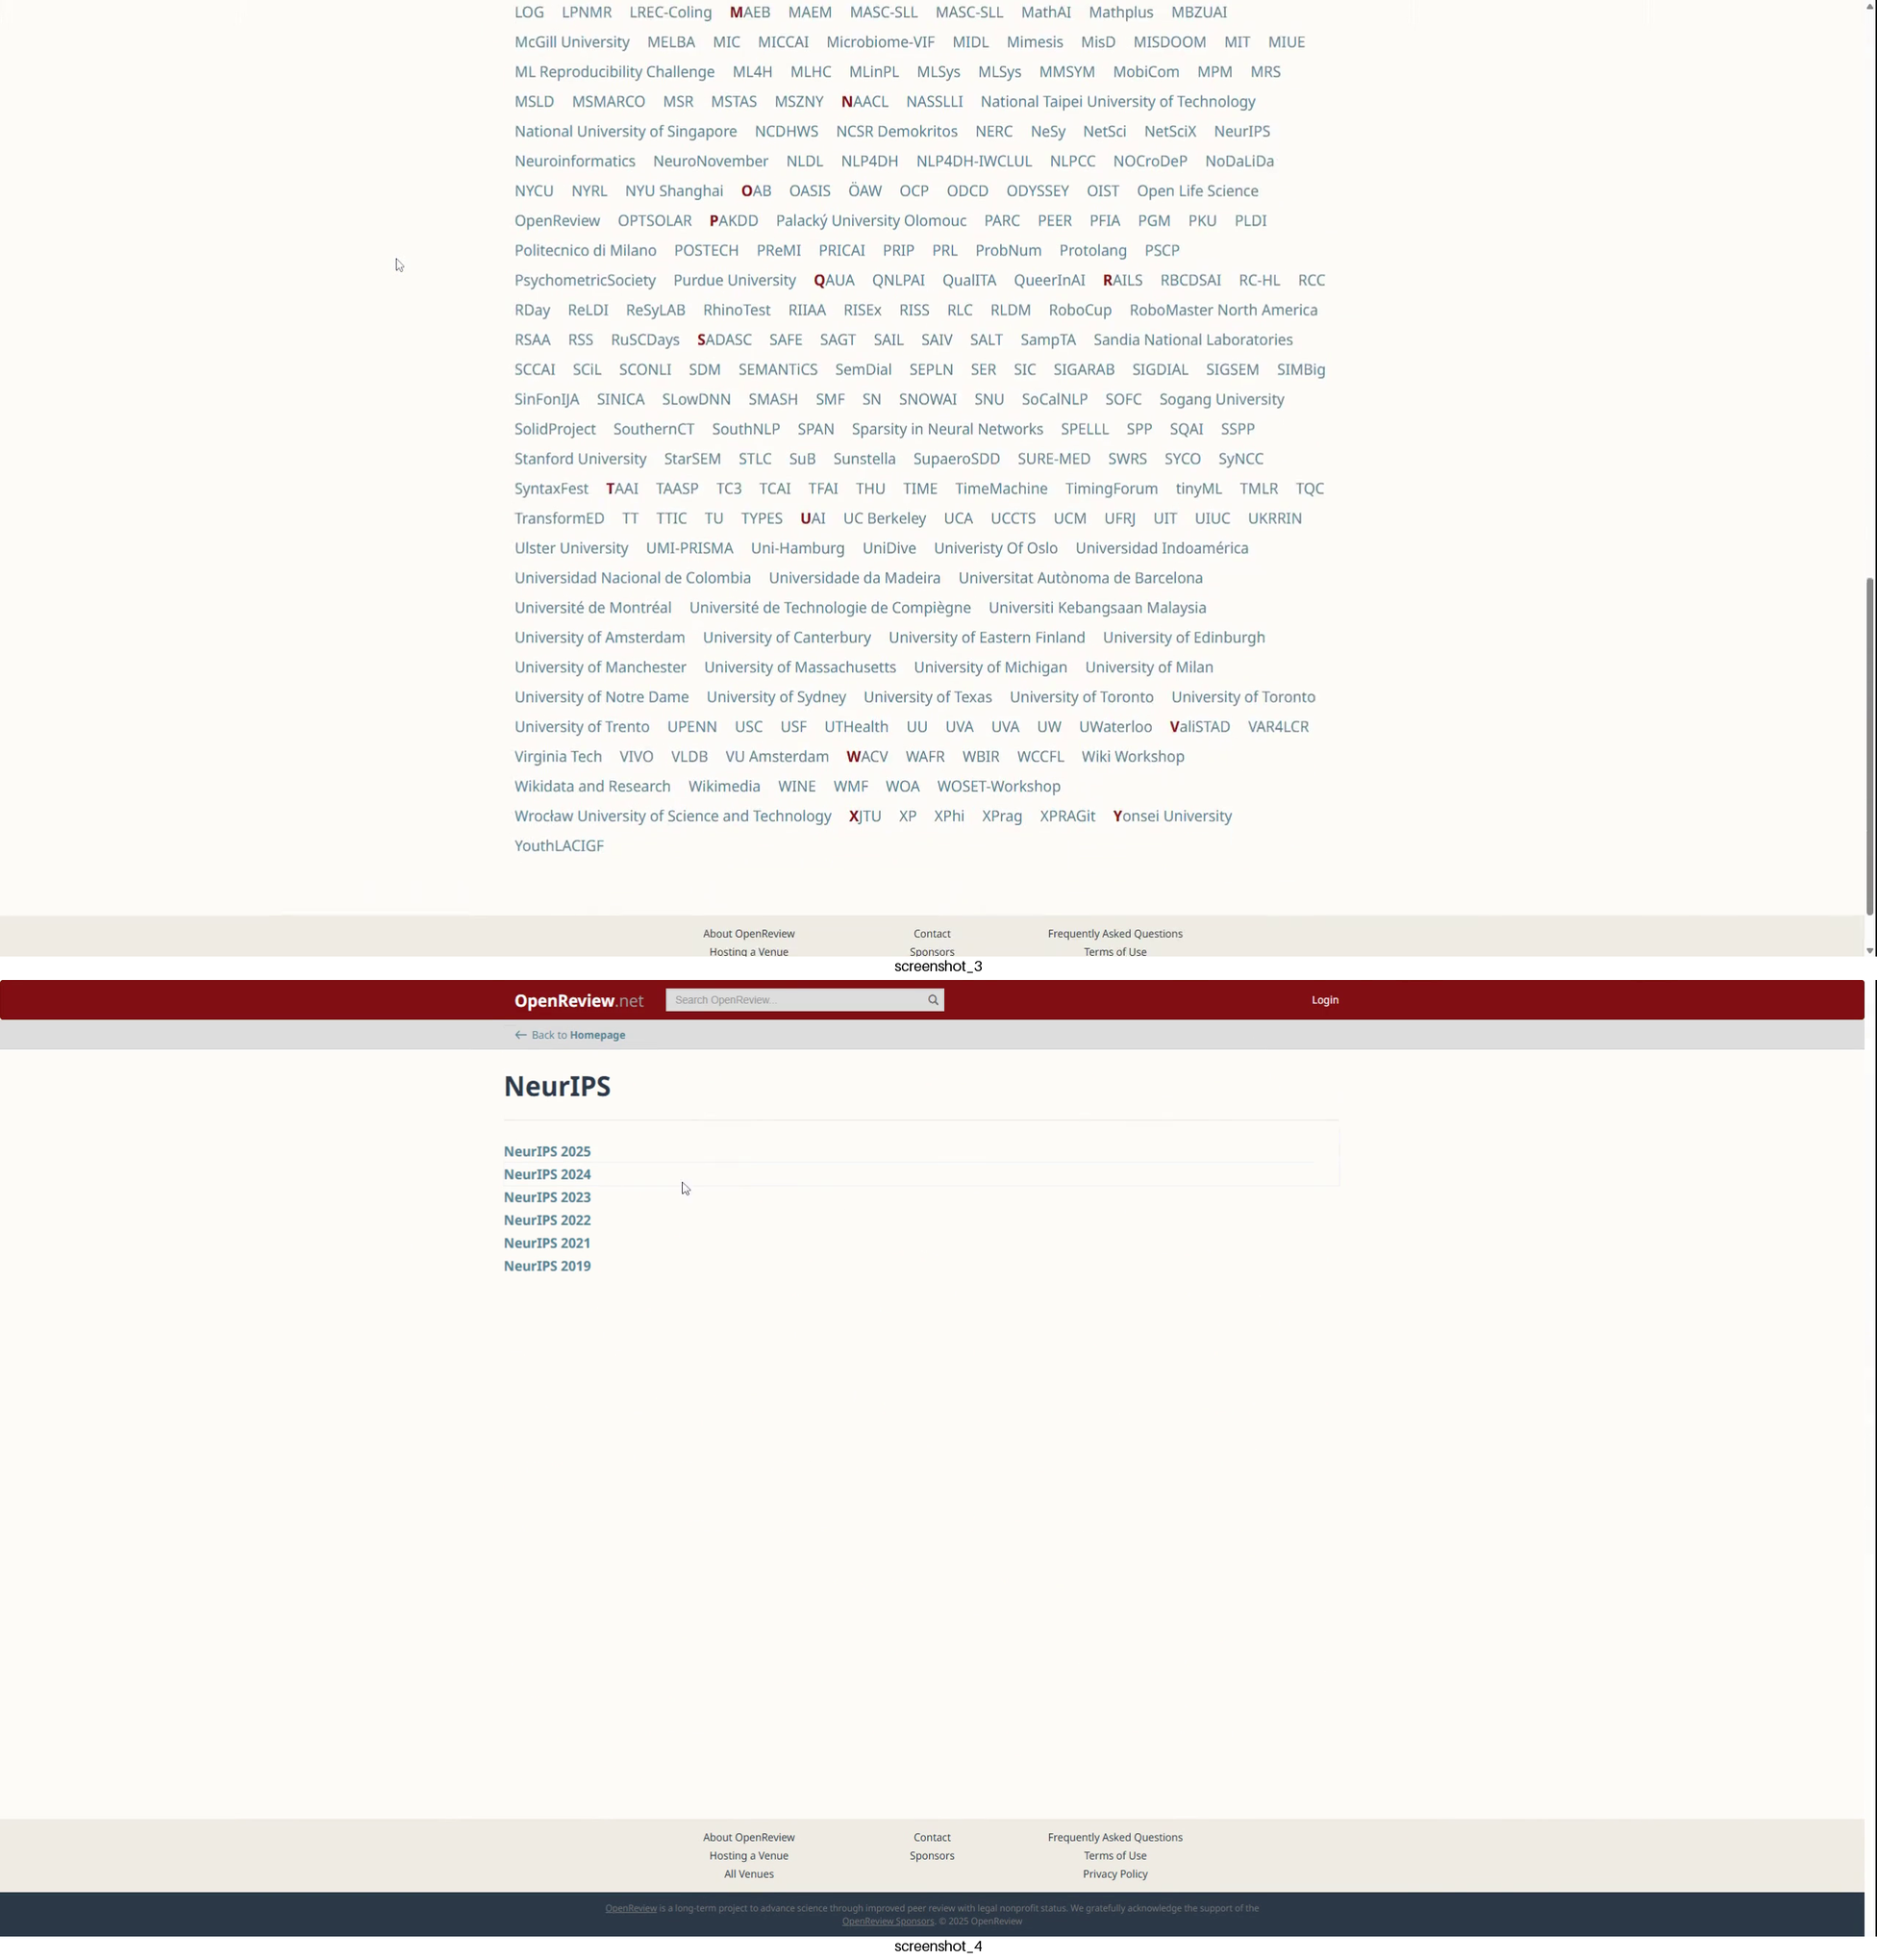 LOG LPNMR LREC-Coling MAEB MAEM MASC-SLL MASC-SLL MathAI Mathplus MBZUAI
McGill University MELBA MIC MICCAI Microbiome-VIF MIDL Mimesis MisD MISDOOM MIT MIUE
ML Reproducibility Challenge ML4H MLHC MLinPL MLSys MLSys MMSYM MobiCom MPM MRS
MSLD MSMARCO MSR MSTAS MSZNY NAACL NASSLLI National Taipei University of Technology
National University of Singapore NCDHWS NCSR Demokritos NERC NeSy NetSci NetSciX NeurIPS
Neuroinformatics NeuroNovember NLDL NLP4DH NLP4DH-IWCLUL NLPCC NOCroDeP NoDaLiDa
NYCU NYRL NYU Shanghai OAB OASIS ÖAW OCP ODCD ODYSSEY OIST Open Life Science
OpenReview OPTSOLAR PAKDD Palacký University Olomouc PARC PEER PFIA PGM PKU PLDI
Politecnico di Milano POSTECH PReMI PRICAI PRIP PRL ProbNum Protolang PSCP
PsychometricSociety Purdue University QAUA QNLPAI QualITA QueerInAI RAILS RBCDSAI RC-HL RCC
RDay ReLDI ReSyLAB RhinoTest RIIAA RISEx RISS RLC RLDM RoboCup RoboMaster North America
RSAA RSS RuSCDays SADASC SAFE SAGT SAIL SAIV SALT SampTA Sandia National Laboratories
SCCAI SCiL SCONLI SDM SEMANTiCS SemDial SEPLN SER SIC SIGARAB SIGDIAL SIGSEM SIMBig
SinFonIJA SINICA SLowDNN SMASH SMF SN SNOWAI SNU SoCalNLP SOFC Sogang University
SolidProject SouthernCT SouthNLP SPAN Sparsity in Neural Networks SPELLL SPP SQAI SSPP
Stanford University StarSEM STLC SuB Sunstella SupaeroSDD SURE-MED SWRS SYCO SyNCC
SyntaxFest TAAI TAASP TC3 TCAI TFAI THU TIME TimeMachine TimingForum tinyML TMLR TQC
TransformED TT TTIC TU TYPES UAI UC Berkeley UCA UCCTS UCM UFRJ UIT UIUC UKRRIN
Ulster University UMI-PRISMA Uni-Hamburg UniDive Univeristy Of Oslo Universidad Indoamérica
Universidad Nacional de Colombia Universidade da Madeira Universitat Autònoma de Barcelona
Université de Montréal Université de Technologie de Compiègne Universiti Kebangsaan Malaysia
University of Amsterdam University of Canterbury University of Eastern Finland University of Edinburgh
University of Manchester University of Massachusetts University of Michigan University of Milan
University of Notre Dame University of Sydney University of Texas University of Toronto University of Toronto
University of Trento UPENN USC USF UTHealth UU UVA UVA UW UWaterloo ValiSTAD VAR4LCR
Virginia Tech VIVO VLDB VU Amsterdam WACV WAFR WBIR WCCFL Wiki Workshop
Wikidata and Research Wikimedia WINE WMF WOA WOSET-Workshop
Wrocław University of Science and Technology XJTU XP XPhi XPrag XPRAGit Yonsei University
YouthLACIGF
About OpenReview Contact Frequently Asked Questions
Hosting a Venue Sponsors Terms of Use
screenshot_3
OpenReview.net Search OpenReview... Login
← Back to Homepage
NeurIPS
NeurIPS 2025
NeurIPS 2024
NeurIPS 2023
NeurIPS 2022
NeurIPS 2021
NeurIPS 2019
About OpenReview Contact Frequently Asked Questions
Hosting a Venue Sponsors Terms of Use
All Venues Privacy Policy
OpenReview is a long-term project to advance science through improved peer review with legal nonprofit status. We gratefully acknowledge the support of the
OpenReview Sponsors. © 2025 OpenReview
screenshot_4